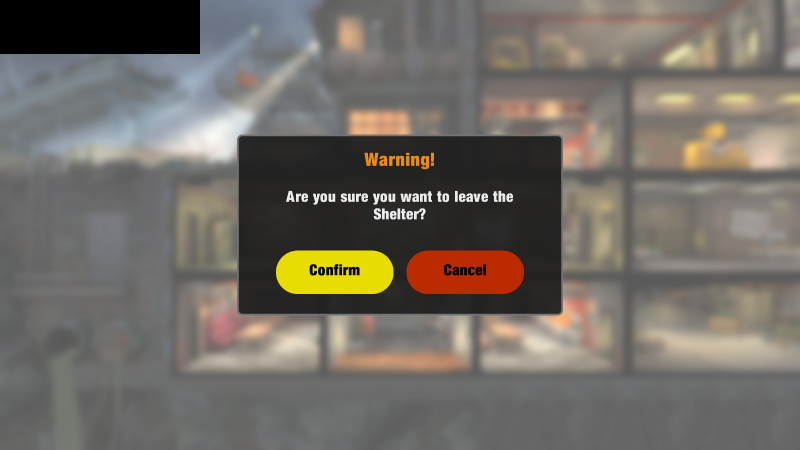 Warning!
Are you sure you want to leave the
Shelter?
Confirm
Cancel